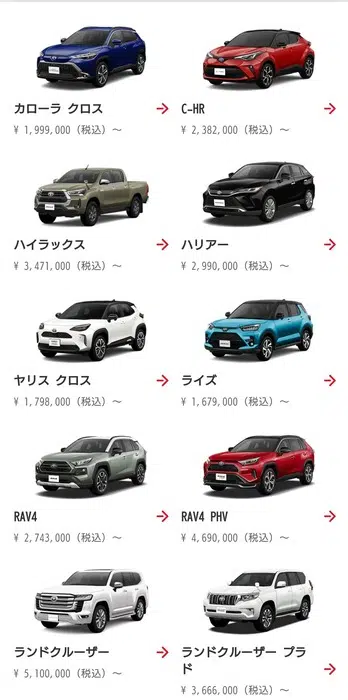 カローラ クロス
¥ 1,999,000（税込）～
C-HR
¥ 2,382,000（税込）～
ハイラックス
¥ 3,471,000（税込）～
ハリアー
¥ 2,990,000（税込）～
ヤリス クロス
¥ 1,798,000（税込）～
ライズ
¥ 1,679,000（税込）～
RAV4
¥ 2,743,000（税込）～
RAV4 PHV
¥ 4,690,000（税込）～
ランドクルーザー
¥ 5,100,000（税込）～
ランドクルーザー プラ
ド
¥ 3,666,000（税込）～